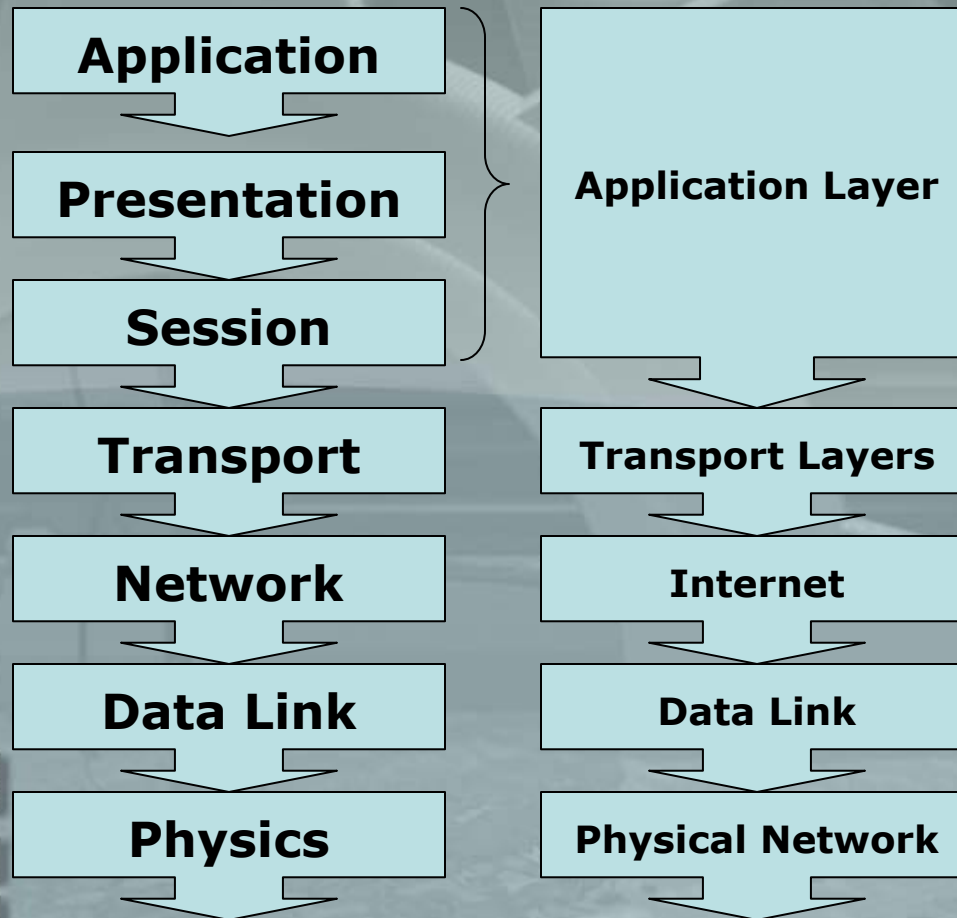 Application
Presentation
Session
Transport
Network
Data Link
Physics
Application Layer
Transport Layers
Internet
Data Link
Physical Network